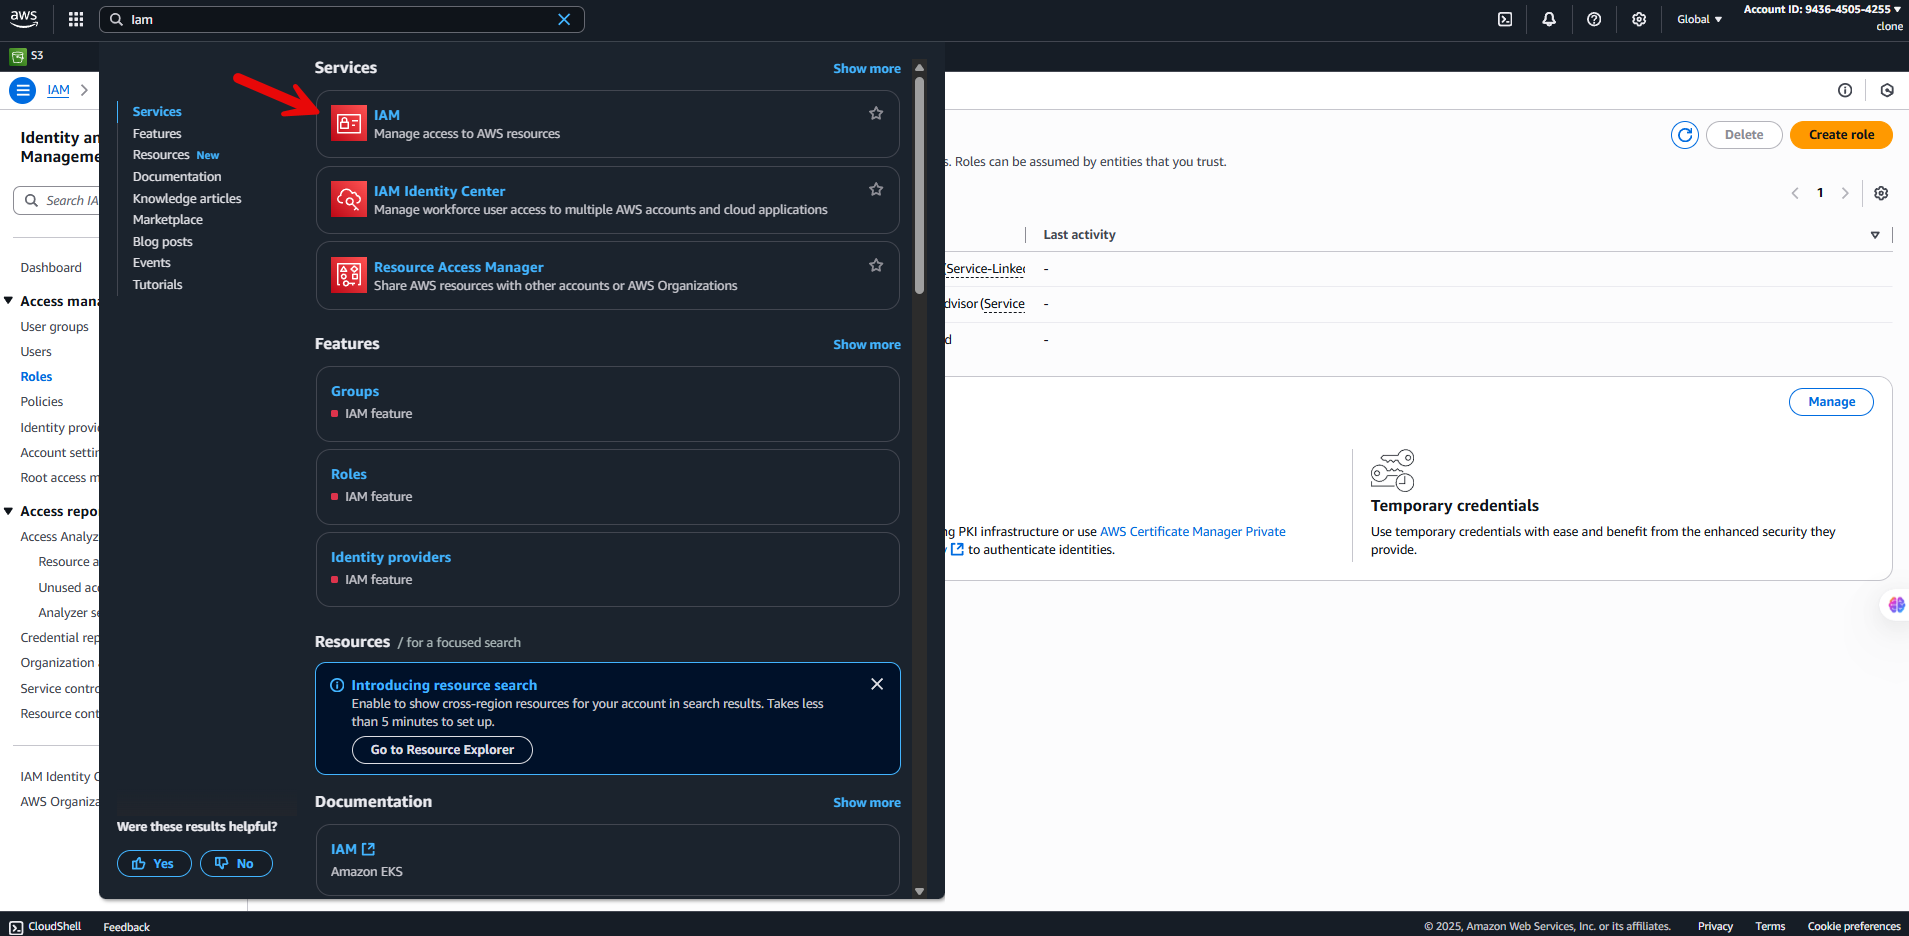 aws
Iam
Global
Account ID: 9436-4505-4255
clone
S3
IAM
Identity an
Manageme
Search IA
Dashboard
Access mana
User groups
Users
Roles
Policies
Identity provi
Account settin
Root access m
Access repo
Access Analyz
Resource a
Unused acc
Analyzer se
Credential rep
Organization
Service contro
Resource cont
IAM Identity C
AWS Organiza
Services
Features
Resources New
Documentation
Knowledge articles
Marketplace
Blog posts
Events
Tutorials
Were these results helpful?
Yes
No
Services
Show more
IAM
Manage access to AWS resources
IAM Identity Center
Manage workforce user access to multiple AWS accounts and cloud applications
Resource Access Manager
Share AWS resources with other accounts or AWS Organizations
Features
Show more
Groups
IAM feature
Roles
IAM feature
Identity providers
IAM feature
Resources / for a focused search
Introducing resource search
Enable to show cross-region resources for your account in search results. Takes less
than 5 minutes to set up.
Go to Resource Explorer
Documentation
Show more
IAM
Amazon EKS
Delete
Create role
s. Roles can be assumed by entities that you trust.
1
Last activity
(Service-Linked
-
dvisor (Service
-
d
-
Manage
ng PKI infrastructure or use AWS Certificate Manager Private
to authenticate identities.
Temporary credentials
Use temporary credentials with ease and benefit from the enhanced security they
provide.
CloudShell
Feedback
© 2025, Amazon Web Services, Inc. or its affiliates.
Privacy
Terms
Cookie preferences